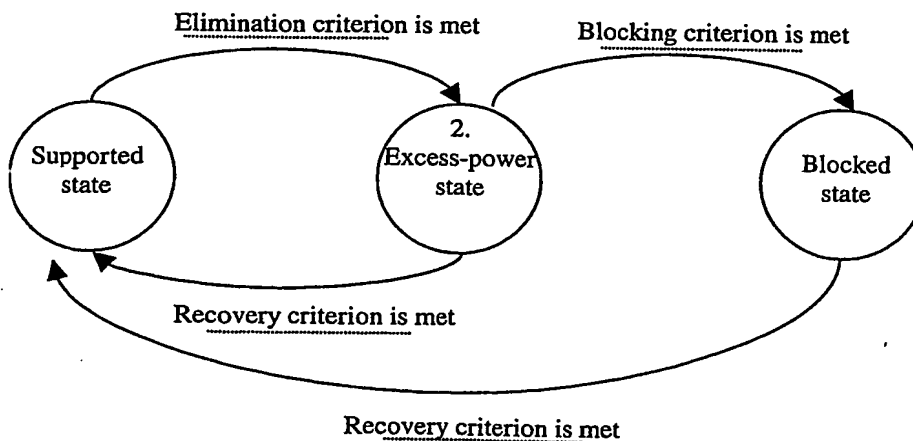 Elimination criterion is met
Blocking criterion is met
Supported
state
2.
Excess-power
state
Blocked
state
Recovery criterion is met
Recovery criterion is met